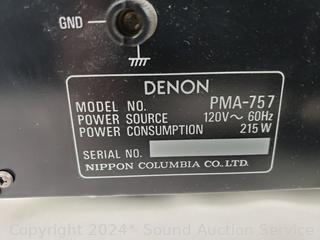 GND
DENON
MODEL NO. PMA-757
POWER SOURCE 120V～ 60Hz
POWER CONSUMPTION 215W
SERIAL NO.
NIPPON COLUMBIA CO.,LTD.
Copyright © 2024* Sound Auction Service